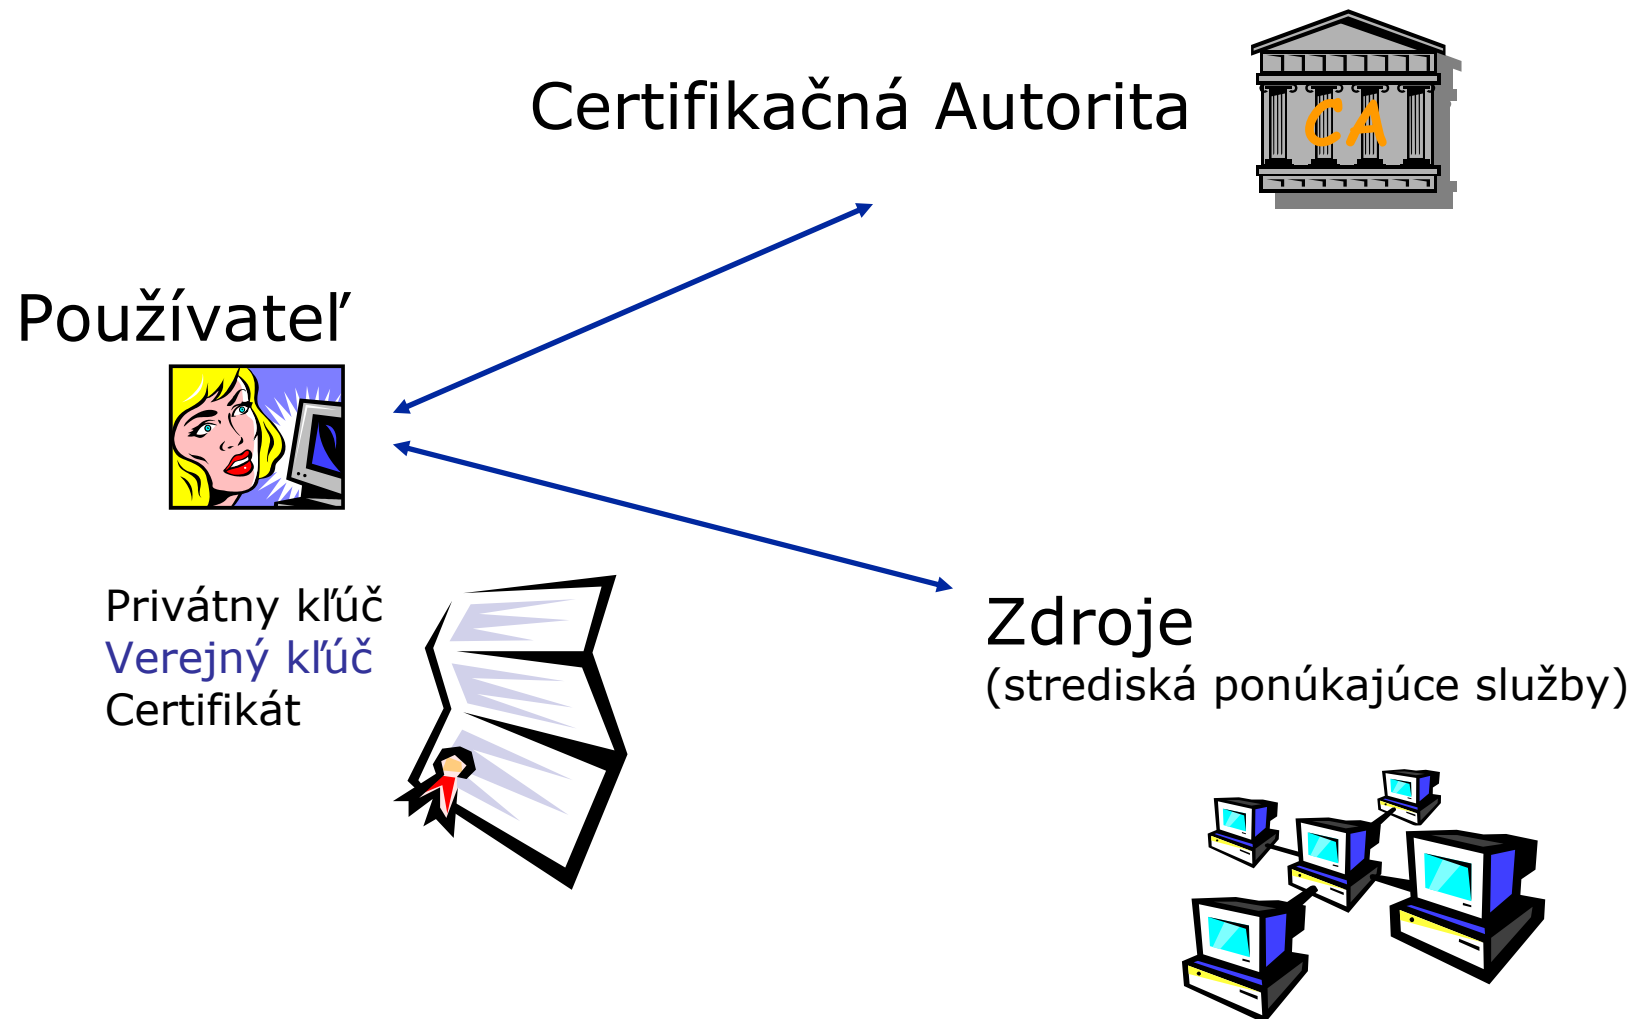 Certifikačná Autorita
CA
Používateľ
Privátny kľúč
Verejný kľúč
Certifikát
Zdroje
(strediská ponúkajúce služby)